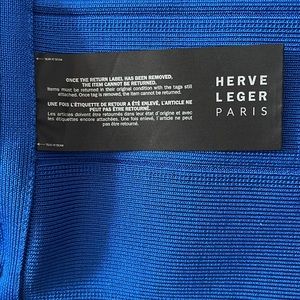 ONCE THE RETURN LABEL HAS BEEN REMOVED,
THE ITEM CANNOT BE RETURNED.
Items must be returned in their original condition with the tags still
attached. Once tag is removed, the item cannot be returned.
UNE FOIS L'ÉTIQUETTE DE RETOUR A ÉTÉ ENLEVÉ, L'ARTICLE NE
PEUT PAS ÊTRE RETOURNÉ.
Les articles doivent être retournés dans leur état d'origine et avec
les étiquettes encore attachées. Une fois enlevé, l'article ne peut
pas être retourné.
HERVE
LEGER
PARIS